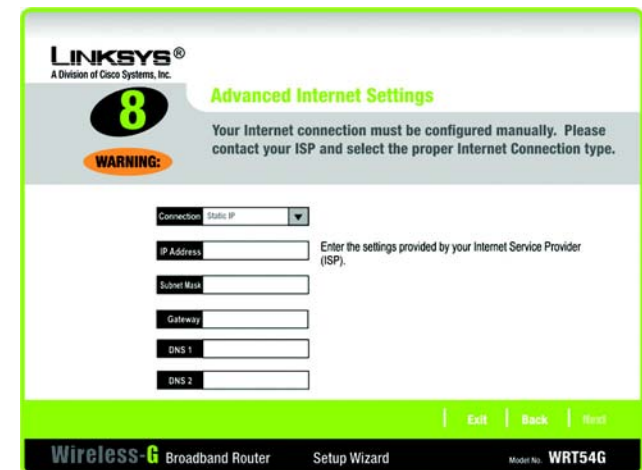 LINKSYS®
A Division of Cisco Systems, Inc.
8
Advanced Internet Settings
WARNING:
Your Internet connection must be configured manually. Please
contact your ISP and select the proper Internet Connection type.
Connection Static IP
IP Address
Enter the settings provided by your Internet Service Provider
(ISP).
Subnet Mask
Gateway
DNS 1
DNS 2
Exit Back Next
Wireless-G Broadband Router Setup Wizard Model No. WRT54G